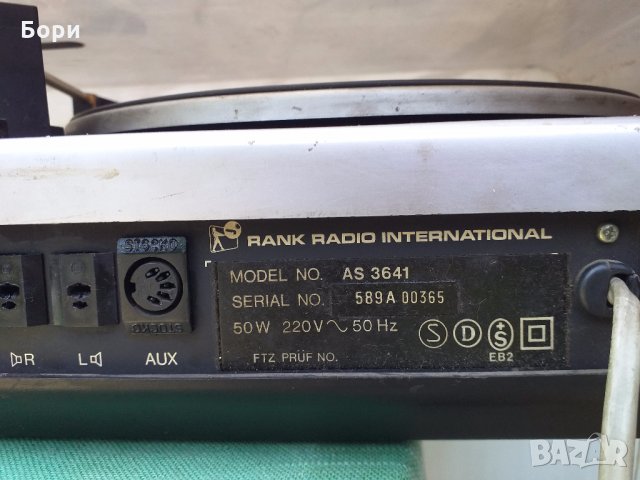 Бори
STEREO
RANK RADIO INTERNATIONAL
MODEL NO. AS 3641
SERIAL NO. 589A 00365
50W 220V ~ 50 Hz
S D S
FTZ PRÜF NO. EB2
R L AUX
BAZAR